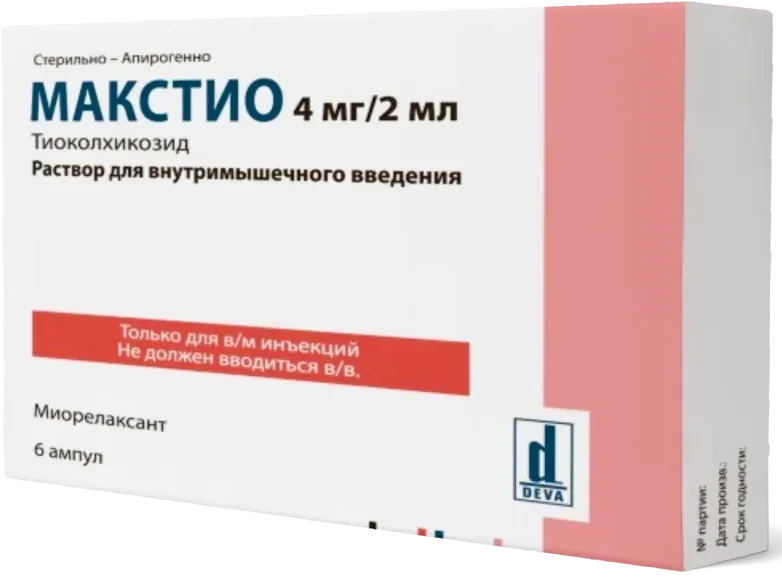 Стерильно – Апирогенно
МАКСТИО 4 мг/2 мл
Тиоколхикозид
Раствор для внутримышечного введения
Только для в/м инъекций
Не должен вводиться в/в.
Миорелаксант
6 ампул
d
DEVA
№ партии:
Дата произв.:
Срок годности: